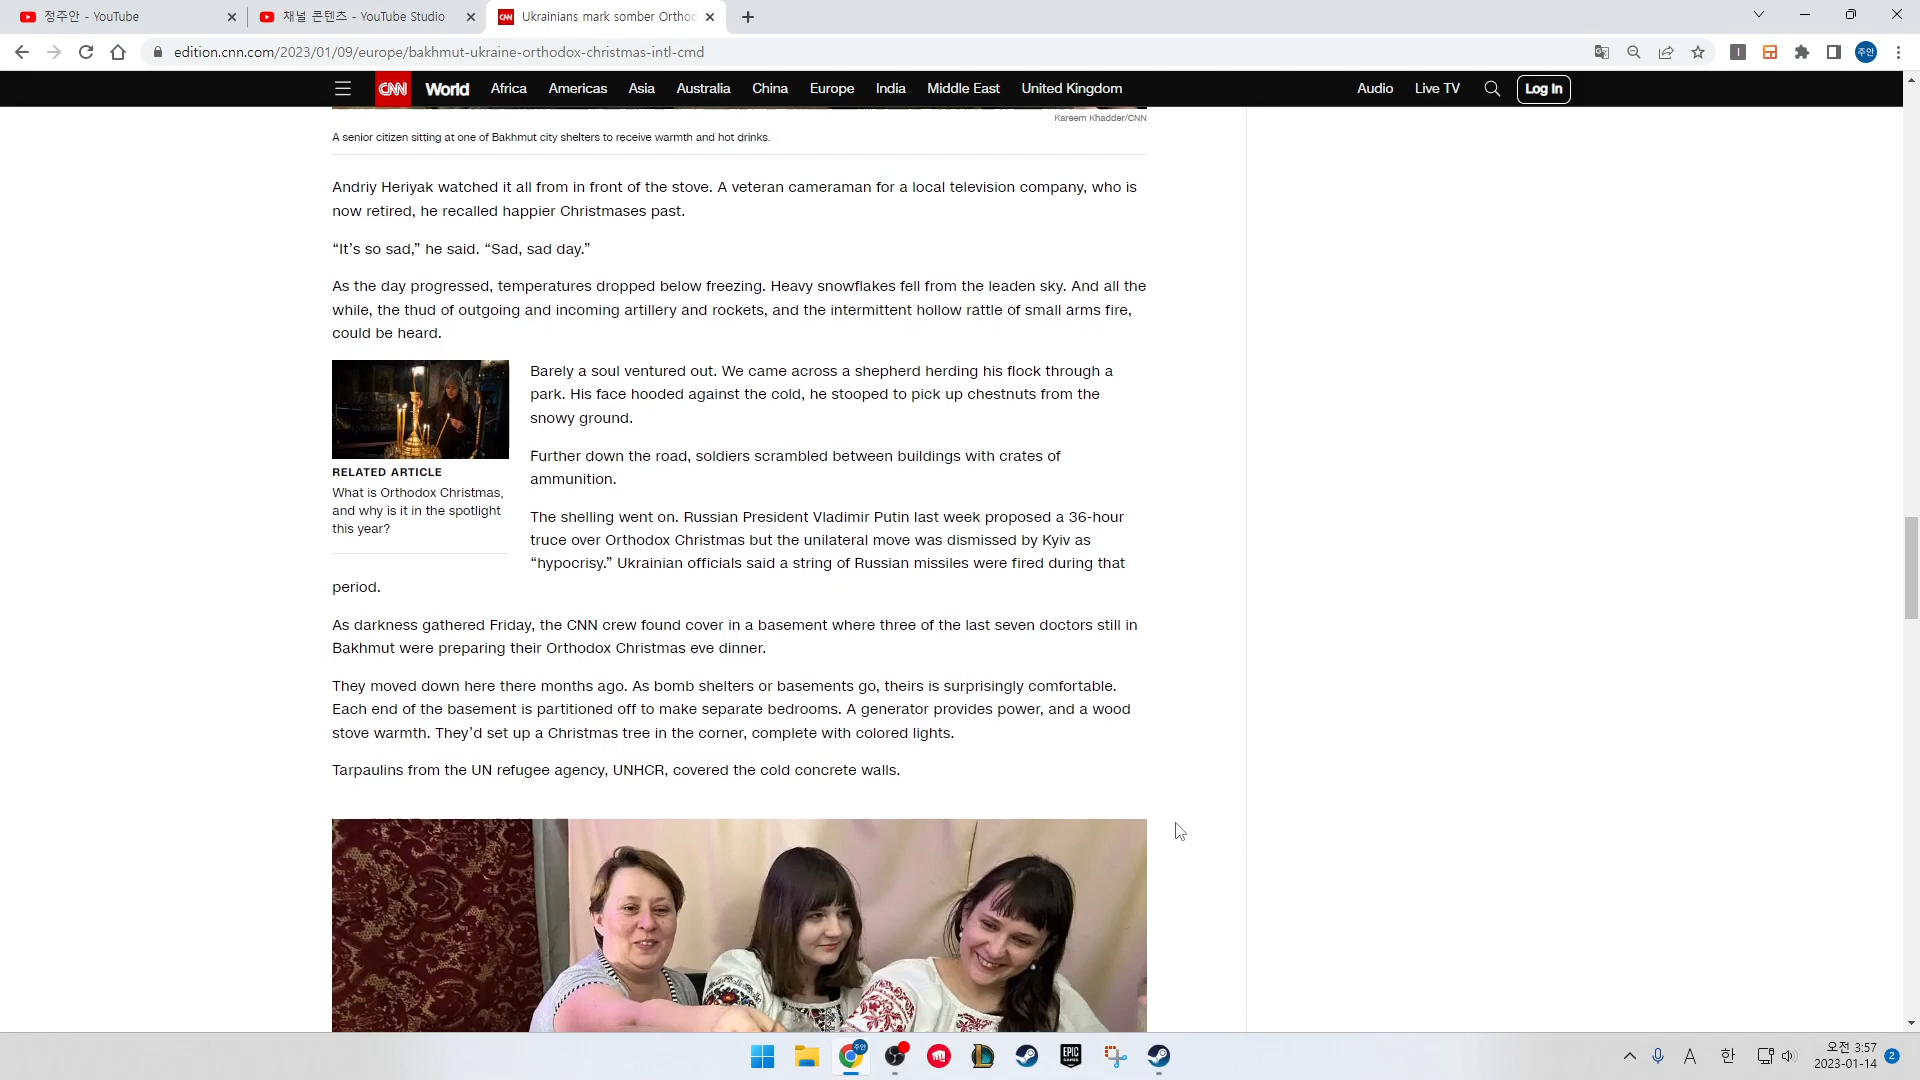 정주안 - YouTube
채널 콘텐츠 - YouTube Studio
CNN
Ukrainians mark somber Orthod
edition.cnn.com/2023/01/09/europe/bakhmut-ukraine-orthodox-christmas-intl-cmd
주안
CNN World Africa Americas Asia Australia China Europe India Middle East United Kingdom Audio Live TV Log In
Kareem Khadder/CNN
A senior citizen sitting at one of Bakhmut city shelters to receive warmth and hot drinks.
Andriy Heriyak watched it all from in front of the stove. A veteran cameraman for a local television company, who is
now retired, he recalled happier Christmases past.
“It’s so sad,” he said. “Sad, sad day.”
As the day progressed, temperatures dropped below freezing. Heavy snowflakes fell from the leaden sky. And all the
while, the thud of outgoing and incoming artillery and rockets, and the intermittent hollow rattle of small arms fire,
could be heard.
RELATED ARTICLE
What is Orthodox Christmas,
and why is it in the spotlight
this year?
Barely a soul ventured out. We came across a shepherd herding his flock through a
park. His face hooded against the cold, he stooped to pick up chestnuts from the
snowy ground.
Further down the road, soldiers scrambled between buildings with crates of
ammunition.
The shelling went on. Russian President Vladimir Putin last week proposed a 36-hour
truce over Orthodox Christmas but the unilateral move was dismissed by Kyiv as
“hypocrisy.” Ukrainian officials said a string of Russian missiles were fired during that
period.
As darkness gathered Friday, the CNN crew found cover in a basement where three of the last seven doctors still in
Bakhmut were preparing their Orthodox Christmas eve dinner.
They moved down here there months ago. As bomb shelters or basements go, theirs is surprisingly comfortable.
Each end of the basement is partitioned off to make separate bedrooms. A generator provides power, and a wood
stove warmth. They’d set up a Christmas tree in the corner, complete with colored lights.
Tarpaulins from the UN refugee agency, UNHCR, covered the cold concrete walls.
주안
EPIC
GAMES
A
한
오전 3:57
2023-01-14
2